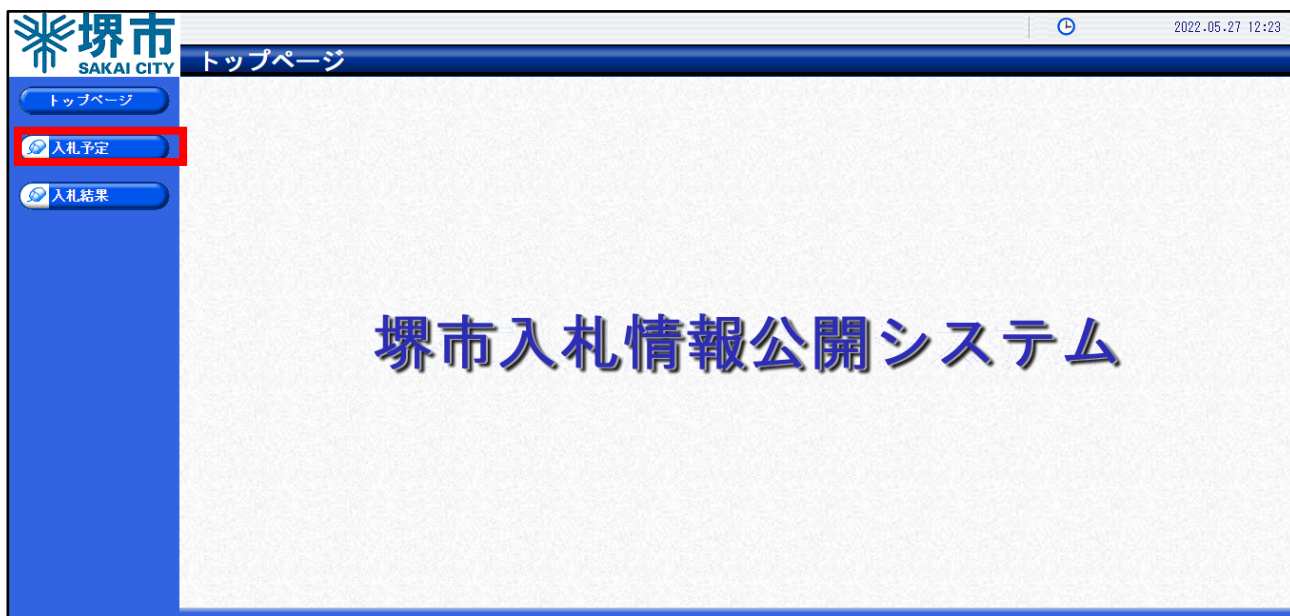 堺市
SAKAI CITY
2022.05.27 12:23
トップページ
トップページ
入札予定
入札結果
堺市入札情報公開システム